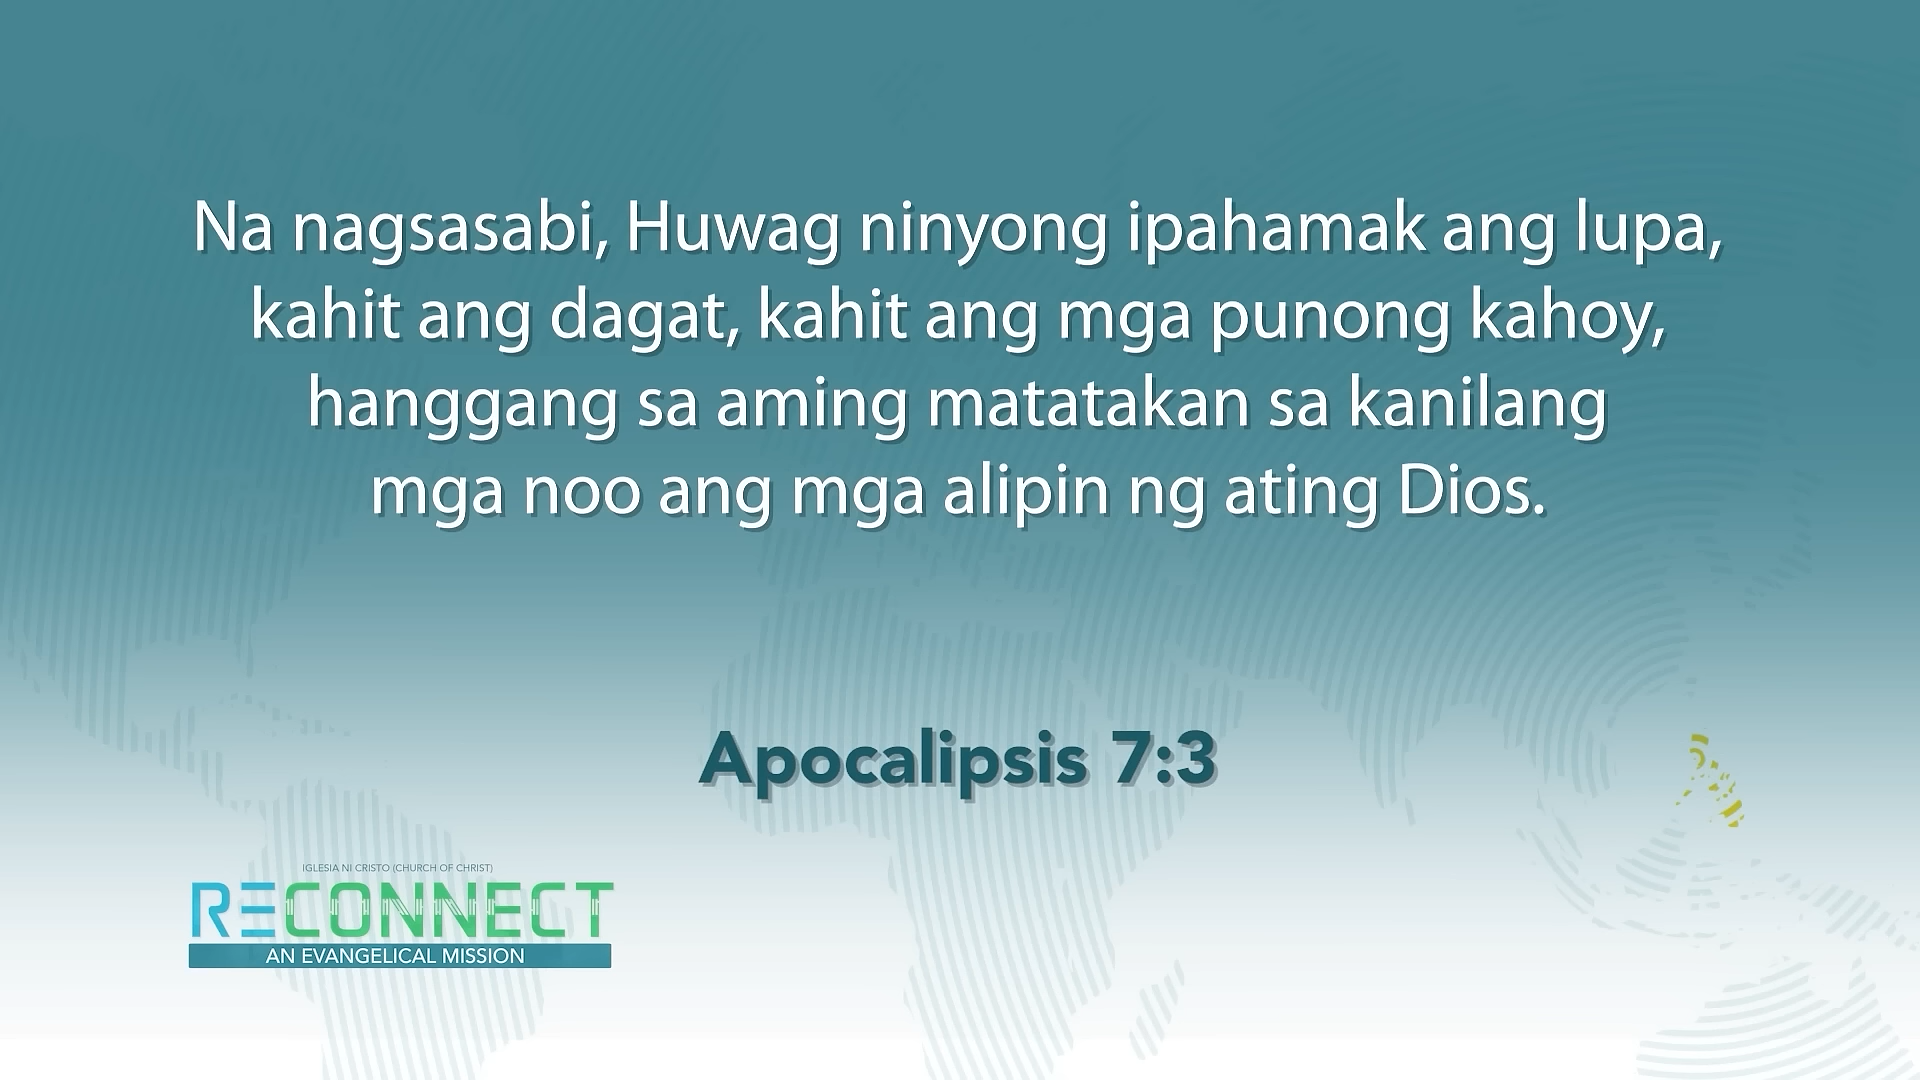 Na nagsasabi, Huwag ninyong ipahamak ang lupa,
kahit ang dagat, kahit ang mga punong kahoy,
hanggang sa aming matatakan sa kanilang
mga noo ang mga alipin ng ating Dios.
Apocalipsis 7:3
IGLESIA NI CRISTO (CHURCH OF CHRIST)
RECONNECT
AN EVANGELICAL MISSION